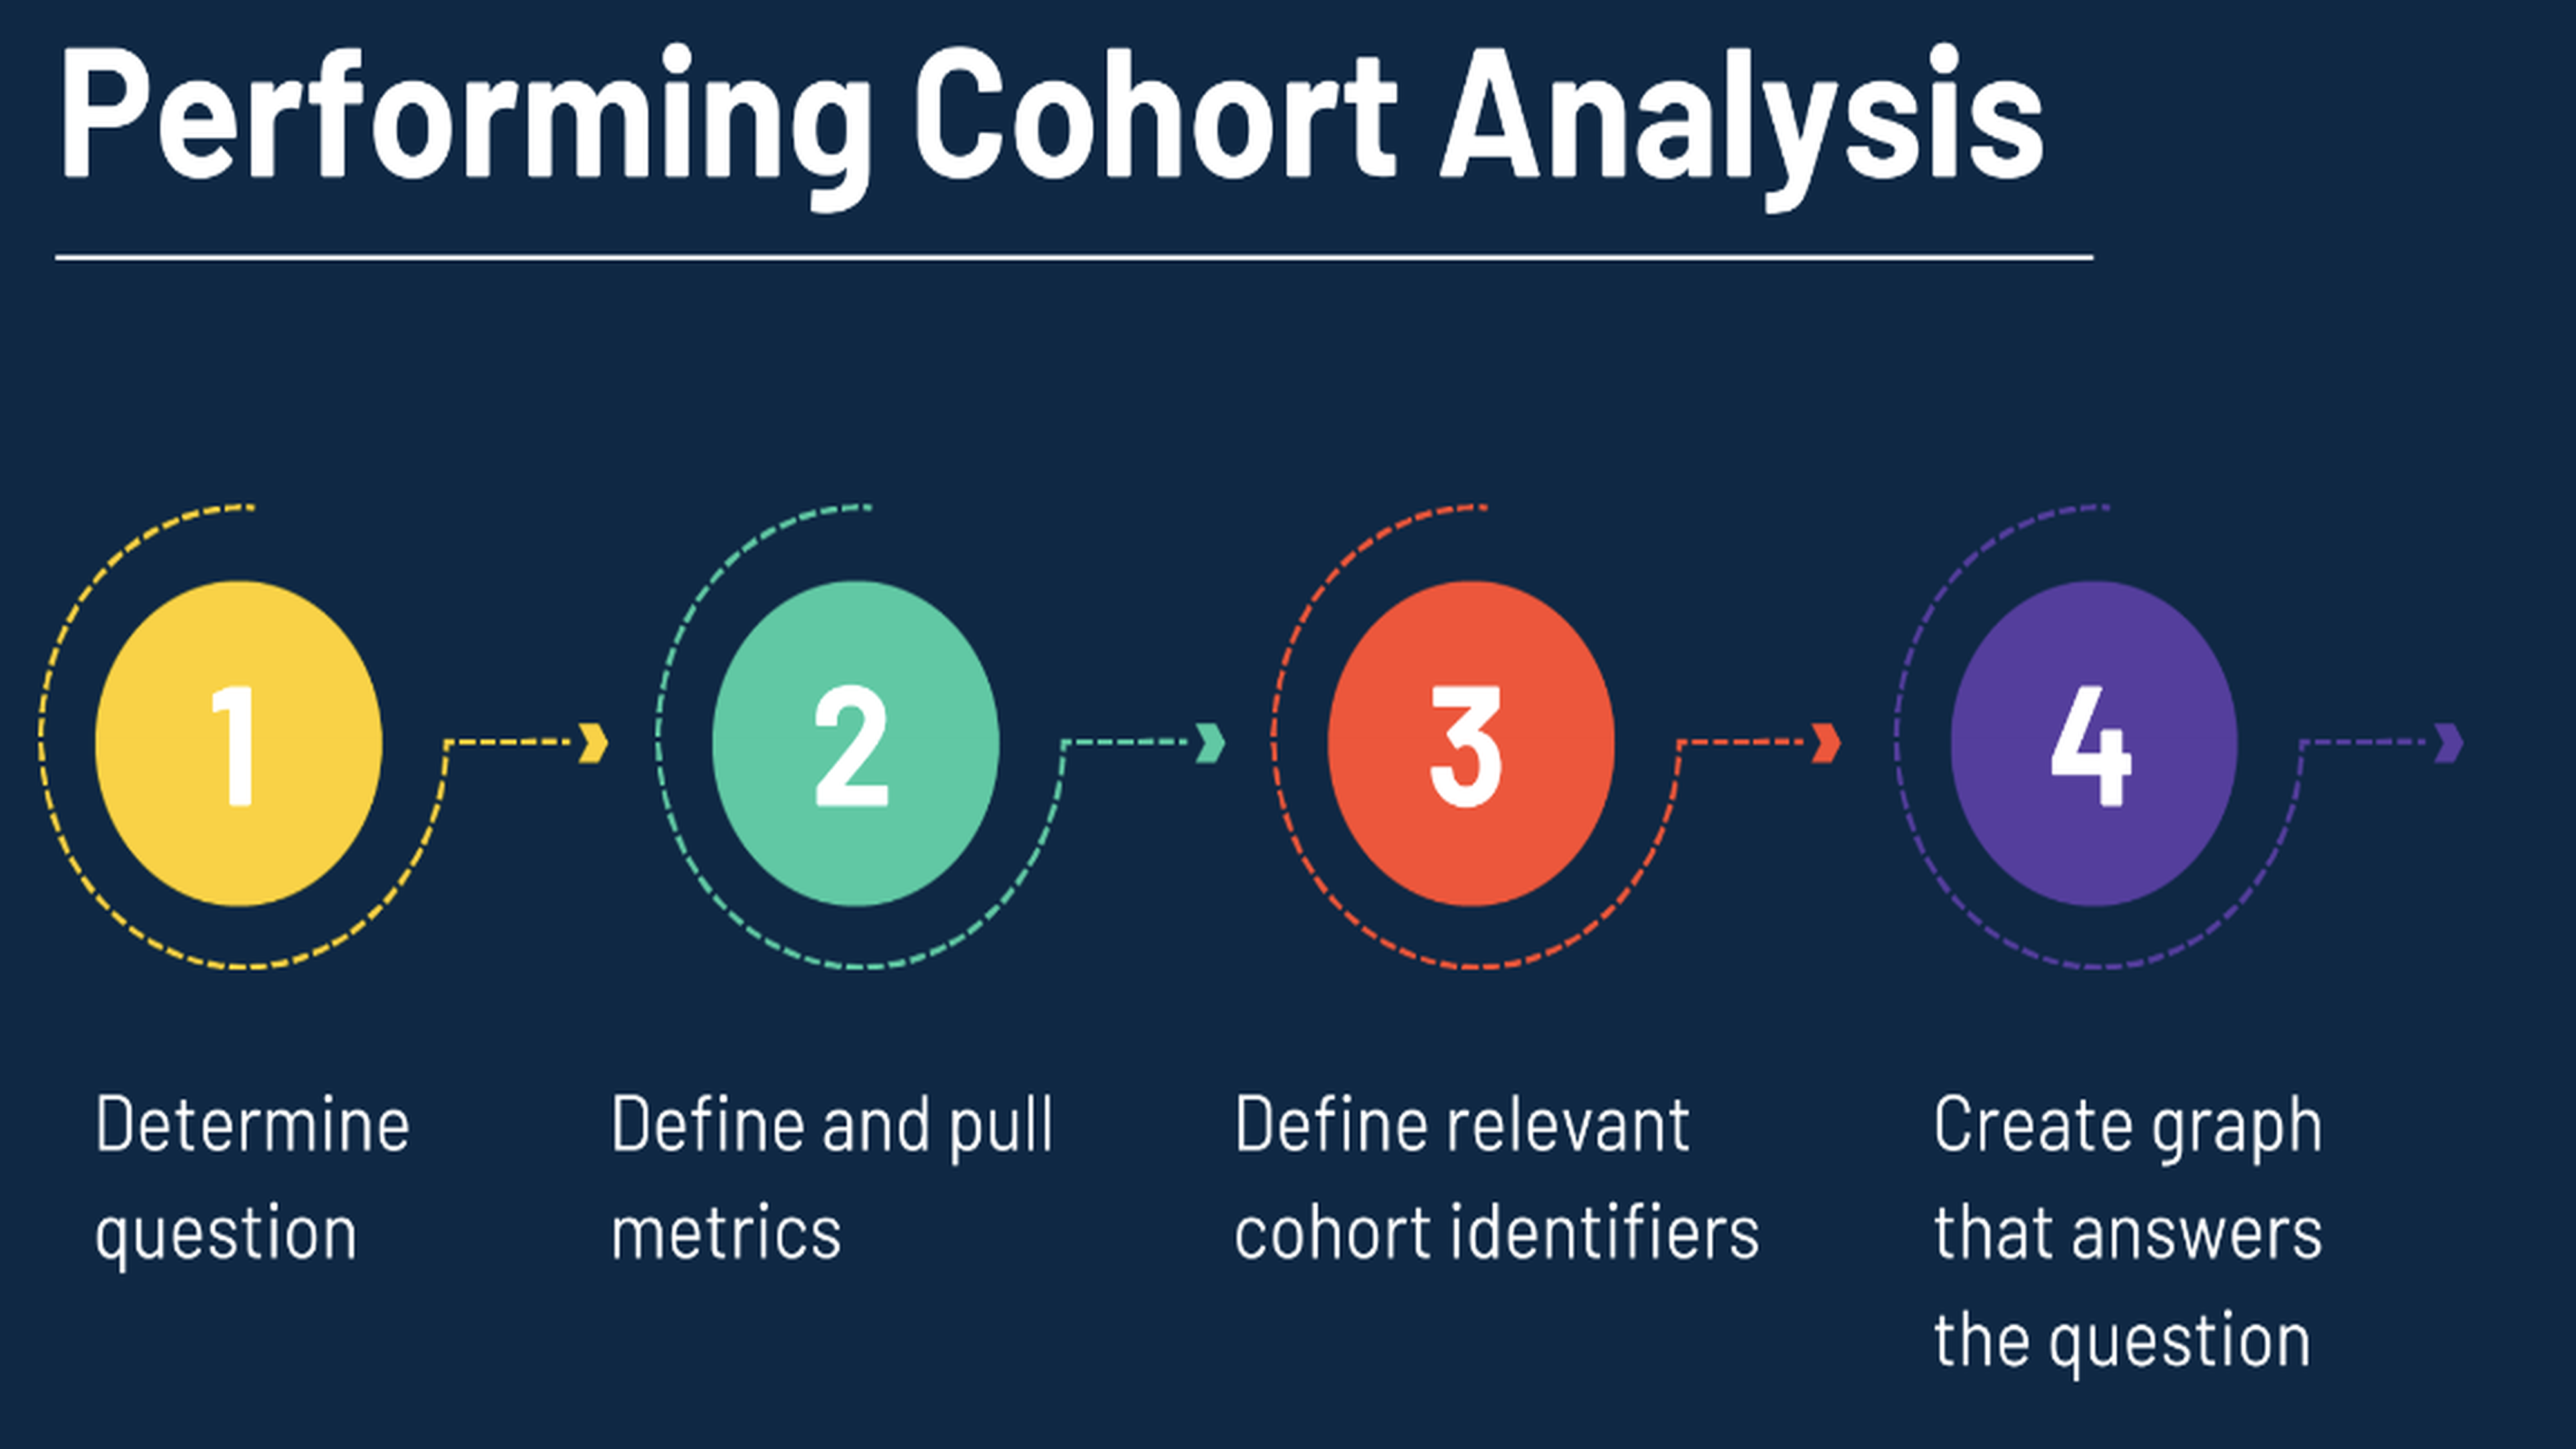 Performing Cohort Analysis
1
2
3
4
Determine
question
Define and pull
metrics
Define relevant
cohort identifiers
Create graph
that answers
the question